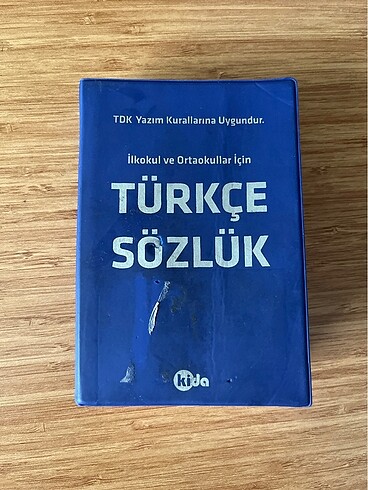 TDK Yazım Kurallarına Uygundur.
İlkokul ve Ortaokullar İçin
TÜRKÇE
SÖZLÜK
kida